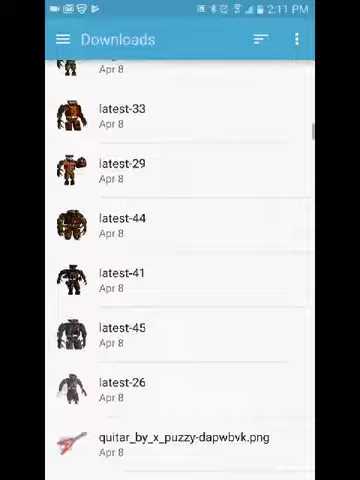 2:11 PM
Downloads
Apr 8
latest-33
Apr 8
latest-29
Apr 8
latest-44
Apr 8
latest-41
Apr 8
latest-45
Apr 8
latest-26
Apr 8
quitar_by_x_puzzy-dapwbvk.png
Apr 8